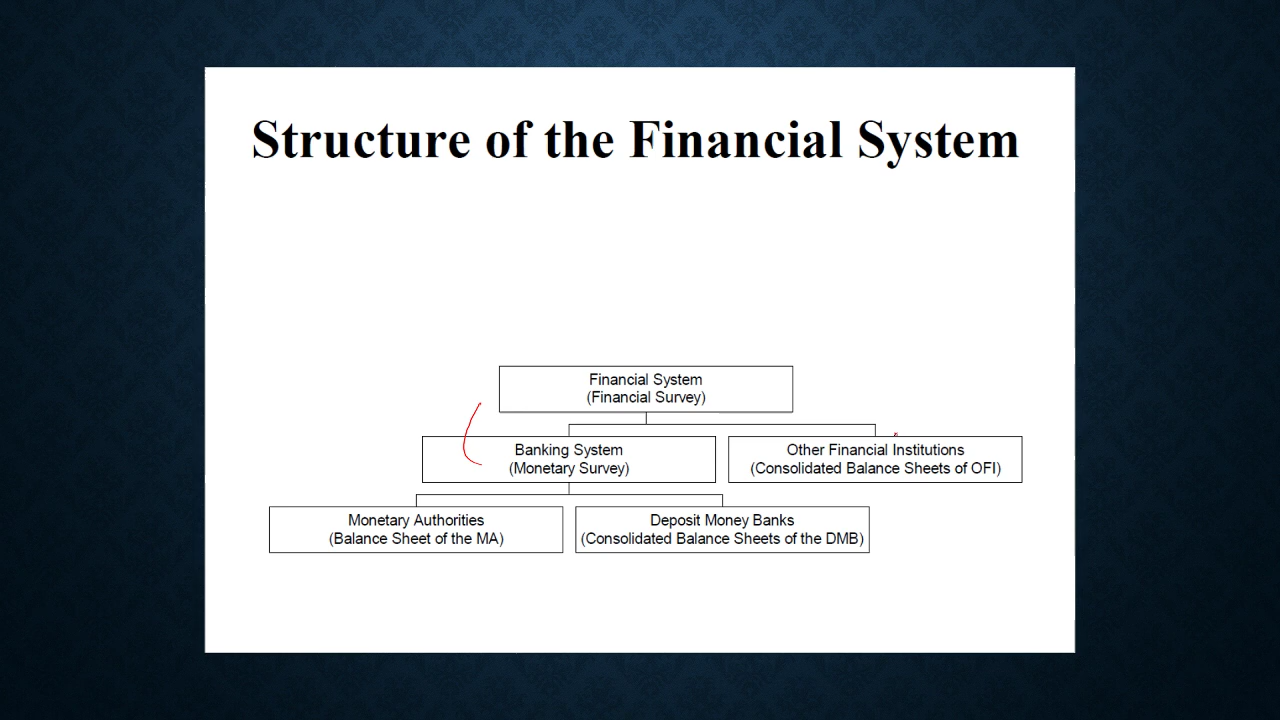 Structure of the Financial System
Financial System
(Financial Survey)
Banking System
(Monetary Survey)
Other Financial Institutions
(Consolidated Balance Sheets of OFI)
Monetary Authorities
(Balance Sheet of the MA)
Deposit Money Banks
(Consolidated Balance Sheets of the DMB)